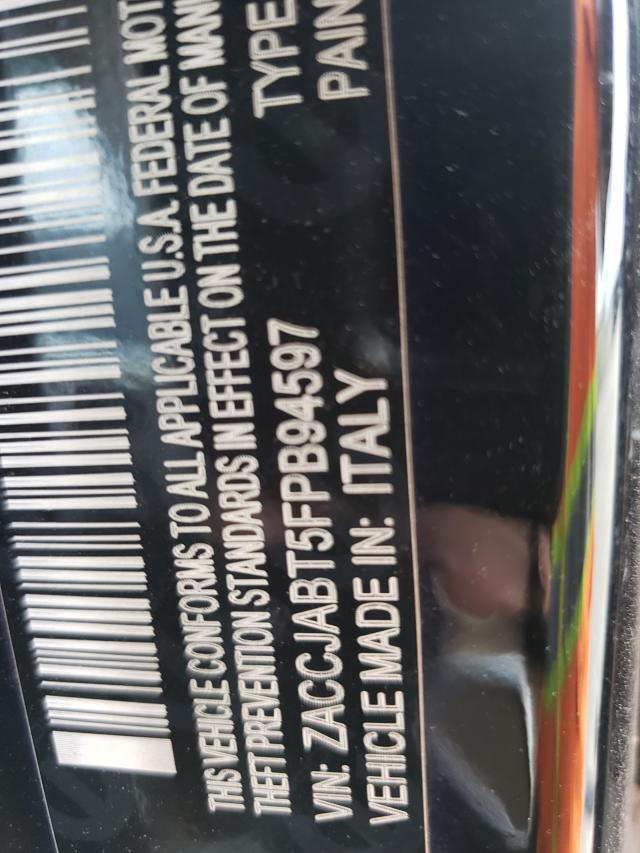 THIS VEHICLE CONFORMS TO ALL APPLICABLE U.S.A. FEDERAL MOT
THEFT PREVENTION STANDARDS IN EFFECT ON THE DATE OF MANU
VIN: ZACCJABT5FPB94597 TYPE
VEHICLE MADE IN: ITALY PAIN